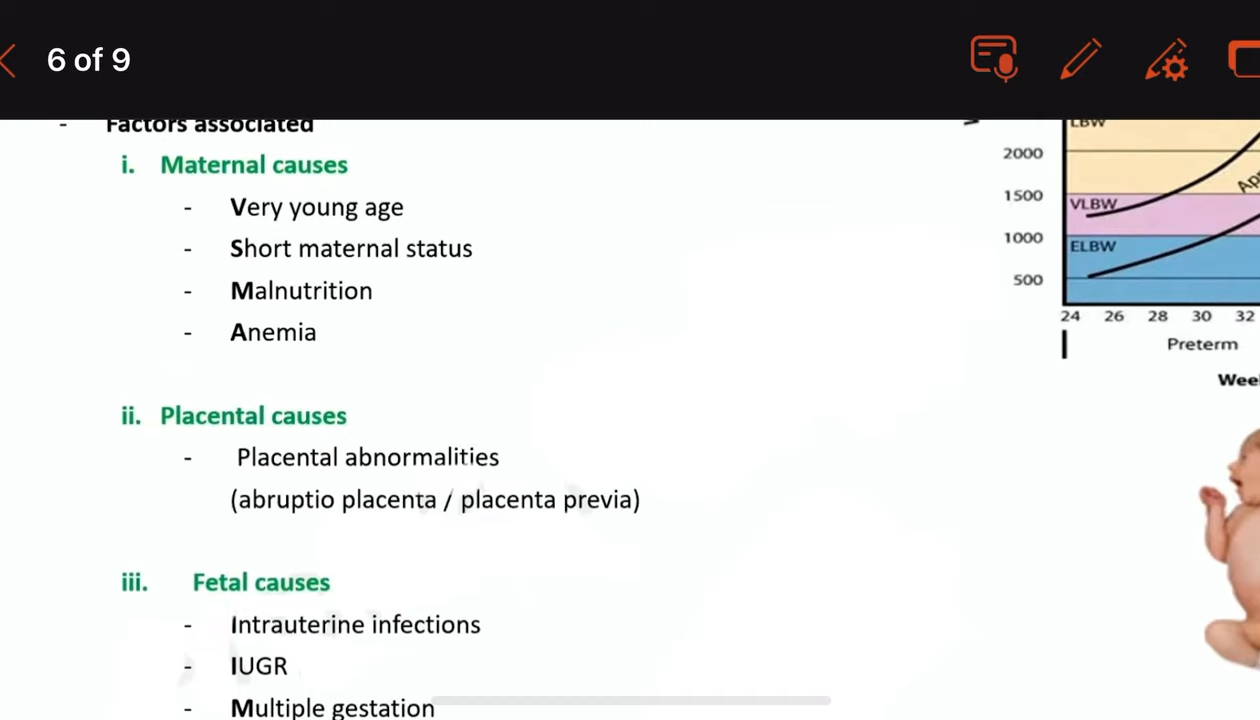 6 of 9
- Factors associated
i. Maternal causes
- Very young age
- Short maternal status
- Malnutrition
- Anemia
ii. Placental causes
- Placental abnormalities
(abruptio placenta / placenta previa)
iii. Fetal causes
- Intrauterine infections
- IUGR
- Multiple gestation
LBW
2000
1500
VLBW
1000
ELBW
500
24 26 28 30 32
Preterm